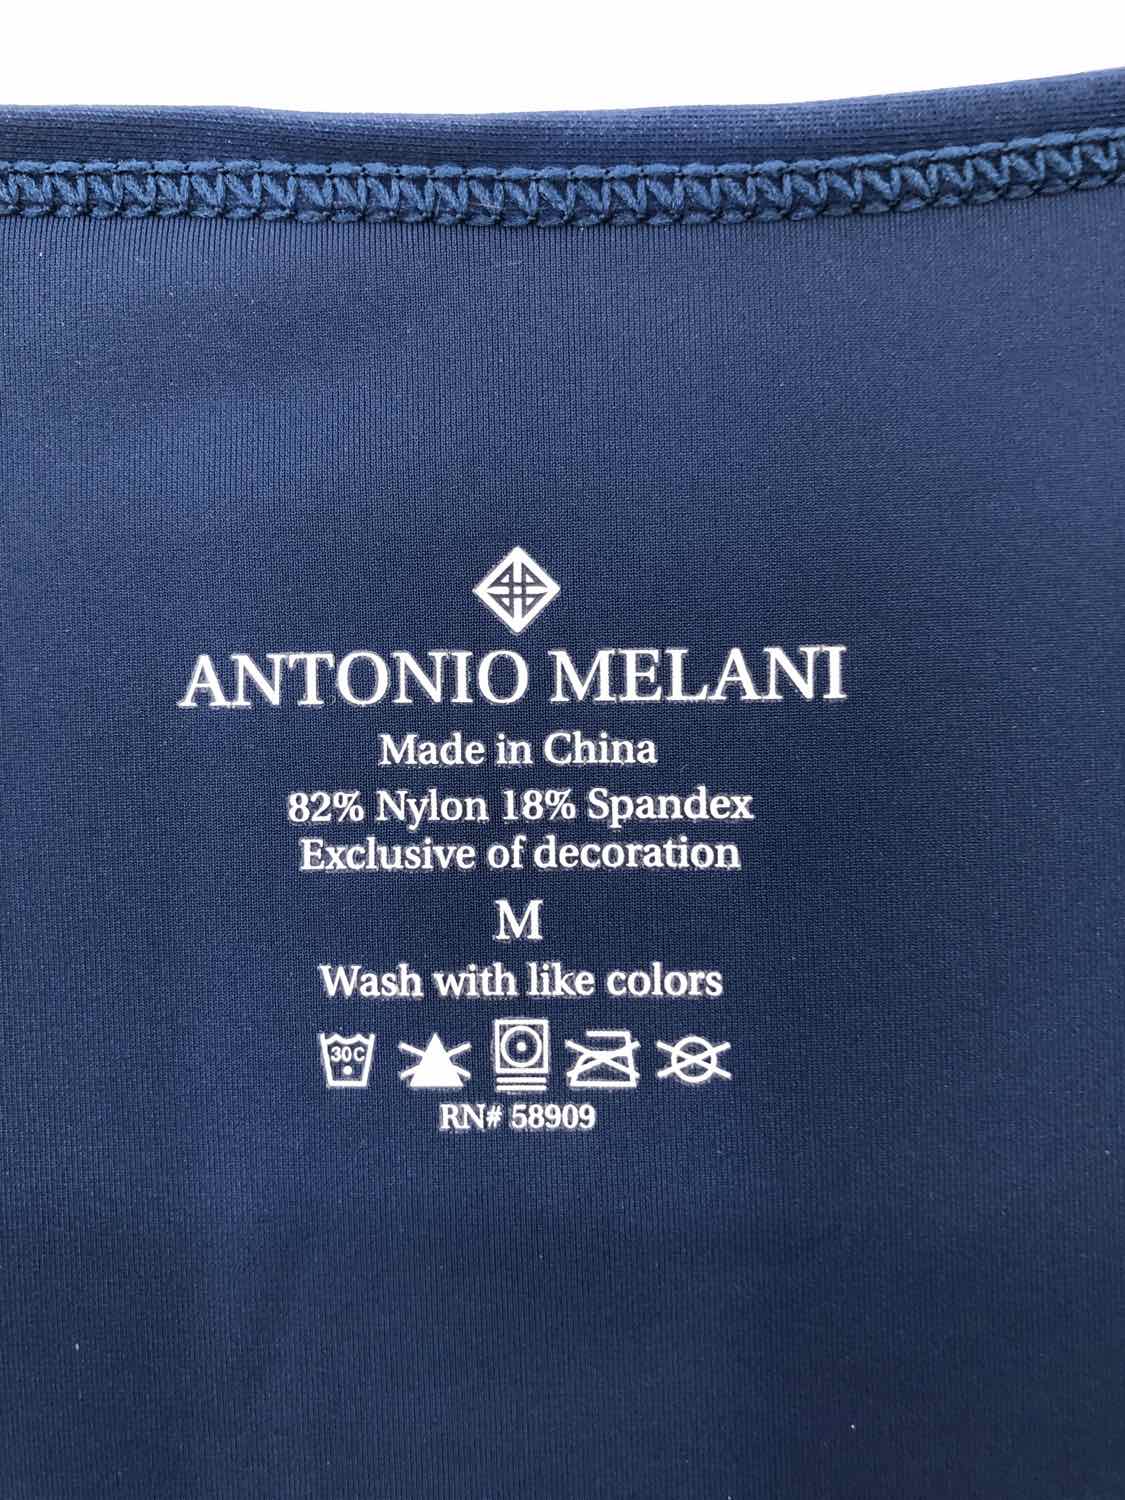 ANTONIO MELANI
Made in China
82% Nylon 18% Spandex
Exclusive of decoration
M
Wash with like colors
30C
RN# 58909